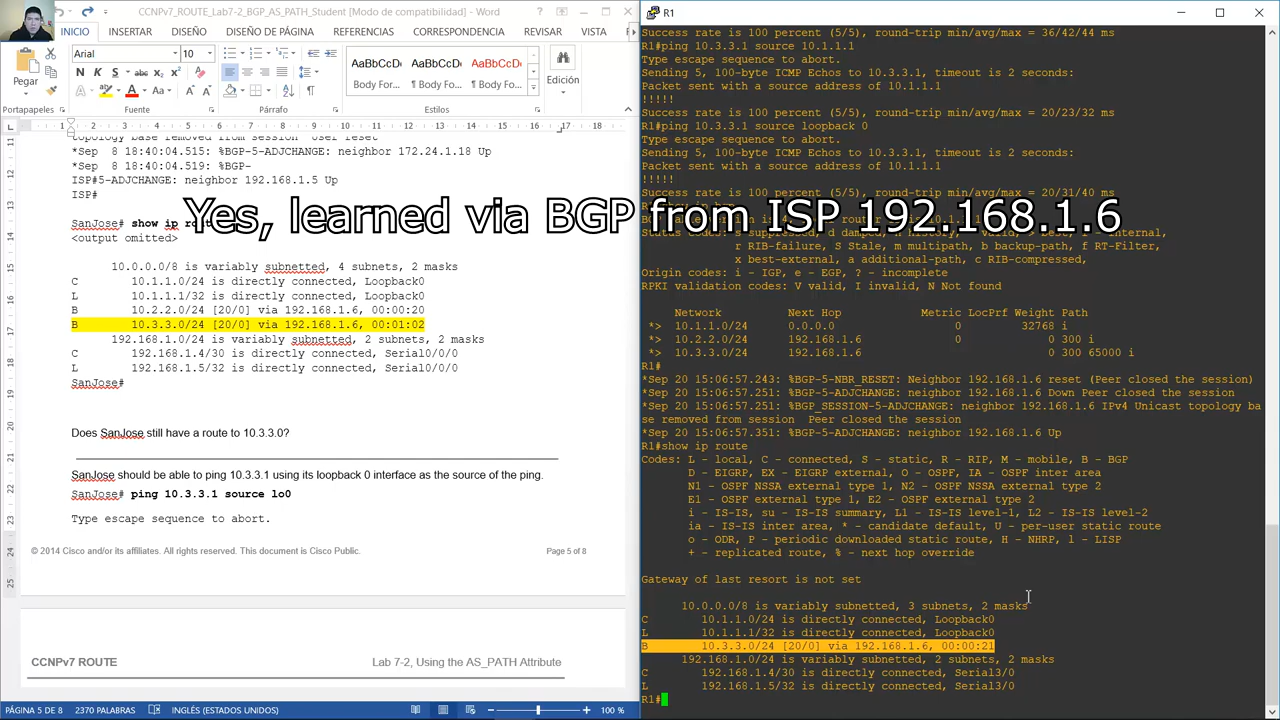 CCNPv7_ROUTE_Lab7-2_BGP_AS_PATH_Student [Modo de compatibilidad] - Word
INICIO INSERTAR DISEÑO DISEÑO DE PÁGINA REFERENCIAS CORRESPONDENCIA REVISAR VISTA
Arial 10
Pegar
N K S abc x₂ x²
AaBbCcD AaBbCcDd AaBbCcD
Body For... Body For... Body For...
Edición
Portapapeles Fuente Párrafo Estilos
1 2 3 4 5 6 7 8 9 10 11 12 13 14 15 16 17 18
topology base removed from session User reset
* Sep 8 18:40:04.515: %BGP-5-ADJCHANGE: neighbor 172.24.1.18 Up
*Sep 8 18:40:04.519: %BGP-
ISP#5-ADJCHANGE: neighbor 192.168.1.5 Up
ISP#
SanJose# show ip rout
<output omitted>
10.0.0.0/8 is variably subnetted, 4 subnets, 2 masks
C 10.1.1.0/24 is directly connected, Loopback0
L 10.1.1.1/32 is directly connected, Loopback0
B 10.2.2.0/24 [20/0] via 192.168.1.6, 00:00:20
B 10.3.3.0/24 [20/0] via 192.168.1.6, 00:01:02
192.168.1.0/24 is variably subnetted, 2 subnets, 2 masks
C 192.168.1.4/30 is directly connected, Serial0/0/0
L 192.168.1.5/32 is directly connected, Serial0/0/0
SanJose#
Does SanJose still have a route to 10.3.3.0?
SanJose should be able to ping 10.3.3.1 using its loopback 0 interface as the source of the ping.
SanJose# ping 10.3.3.1 source lo0
Type escape sequence to abort.
© 2014 Cisco and/or its affiliates. All rights reserved. This document is Cisco Public. Page 5 of 8
CCNPv7 ROUTE Lab 7-2, Using the AS_PATH Attribute
PÁGINA 5 DE 8 2370 PALABRAS INGLÉS (ESTADOS UNIDOS) 100 %
Yes, learned via BGP from ISP 192.168.1.6
R1
Success rate is 100 percent (5/5), round-trip min/avg/max = 36/42/44 ms
R1#ping 10.3.3.1 source 10.1.1.1
Type escape sequence to abort.
Sending 5, 100-byte ICMP Echos to 10.3.3.1, timeout is 2 seconds:
Packet sent with a source address of 10.1.1.1
!!!!!
Success rate is 100 percent (5/5), round-trip min/avg/max = 20/23/32 ms
R1#ping 10.3.3.1 source loopback 0
Type escape sequence to abort.
Sending 5, 100-byte ICMP Echos to 10.3.3.1, timeout is 2 seconds:
Packet sent with a source address of 10.1.1.1
!!!!!
Success rate is 100 percent (5/5), round-trip min/avg/max = 20/31/40 ms
r RIB-failure, S Stale, m multipath, b backup-path, f RT-Filter,
x best-external, a additional-path, c RIB-compressed,
Origin codes: i - IGP, e - EGP, ? - incomplete
RPKI validation codes: V valid, I invalid, N Not found
Network Next Hop Metric LocPrf Weight Path
*> 10.1.1.0/24 0.0.0.0 0 32768 i
*> 10.2.2.0/24 192.168.1.6 0 0 300 i
*> 10.3.3.0/24 192.168.1.6 0 300 65000 i
R1#
*Sep 20 15:06:57.243: %BGP-5-NBR_RESET: Neighbor 192.168.1.6 reset (Peer closed the session)
*Sep 20 15:06:57.251: %BGP-5-ADJCHANGE: neighbor 192.168.1.6 Down Peer closed the session
*Sep 20 15:06:57.251: %BGP_SESSION-5-ADJCHANGE: neighbor 192.168.1.6 IPv4 Unicast topology ba
se removed from session Peer closed the session
*Sep 20 15:06:57.351: %BGP-5-ADJCHANGE: neighbor 192.168.1.6 Up
R1#show ip route
Codes: L - local, C - connected, S - static, R - RIP, M - mobile, B - BGP
D - EIGRP, EX - EIGRP external, O - OSPF, IA - OSPF inter area
N1 - OSPF NSSA external type 1, N2 - OSPF NSSA external type 2
E1 - OSPF external type 1, E2 - OSPF external type 2
i - IS-IS, su - IS-IS summary, L1 - IS-IS level-1, L2 - IS-IS level-2
ia - IS-IS inter area, * - candidate default, U - per-user static route
o - ODR, P - periodic downloaded static route, H - NHRP, l - LISP
+ - replicated route, % - next hop override
Gateway of last resort is not set
10.0.0.0/8 is variably subnetted, 3 subnets, 2 masks
C 10.1.1.0/24 is directly connected, Loopback0
L 10.1.1.1/32 is directly connected, Loopback0
B 10.3.3.0/24 [20/0] via 192.168.1.6, 00:00:21
192.168.1.0/24 is variably subnetted, 2 subnets, 2 masks
C 192.168.1.4/30 is directly connected, Serial3/0
L 192.168.1.5/32 is directly connected, Serial3/0
R1#